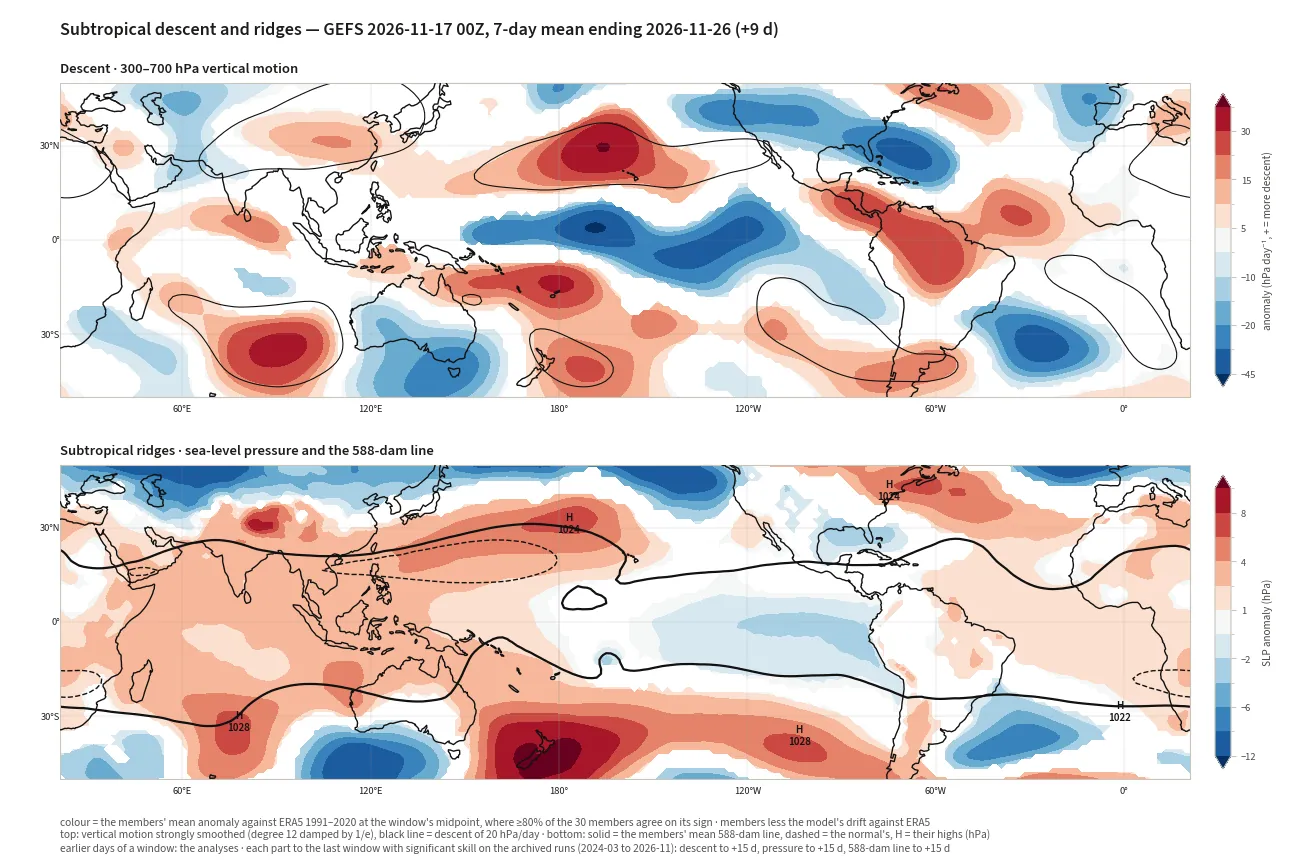 Subtropical descent and ridges — GEFS 2026-11-17 00Z, 7-day mean ending 2026-11-26 (+9 d)
Descent · 300–700 hPa vertical motion
30°N
0°
30°S
60°E
120°E
180°
120°W
60°W
0°
30
15
5
−10
−20
−45
anomaly (hPa day⁻¹, + = more descent)
Subtropical ridges · sea-level pressure and the 588-dam line
H
1024
H
1024
H
1028
H
1028
H
1022
30°N
0°
30°S
60°E
120°E
180°
120°W
60°W
0°
8
4
1
−2
−6
−12
SLP anomaly (hPa)
colour = the members' mean anomaly against ERA5 1991–2020 at the window's midpoint, where ≥80% of the 30 members agree on its sign · members less the model's drift against ERA5
top: vertical motion strongly smoothed (degree 12 damped by 1/e), black line = descent of 20 hPa/day · bottom: solid = the members' mean 588-dam line, dashed = the normal's, H = their highs (hPa)
earlier days of a window: the analyses · each part to the last window with significant skill on the archived runs (2024-03 to 2026-11): descent to +15 d, pressure to +15 d, 588-dam line to +15 d